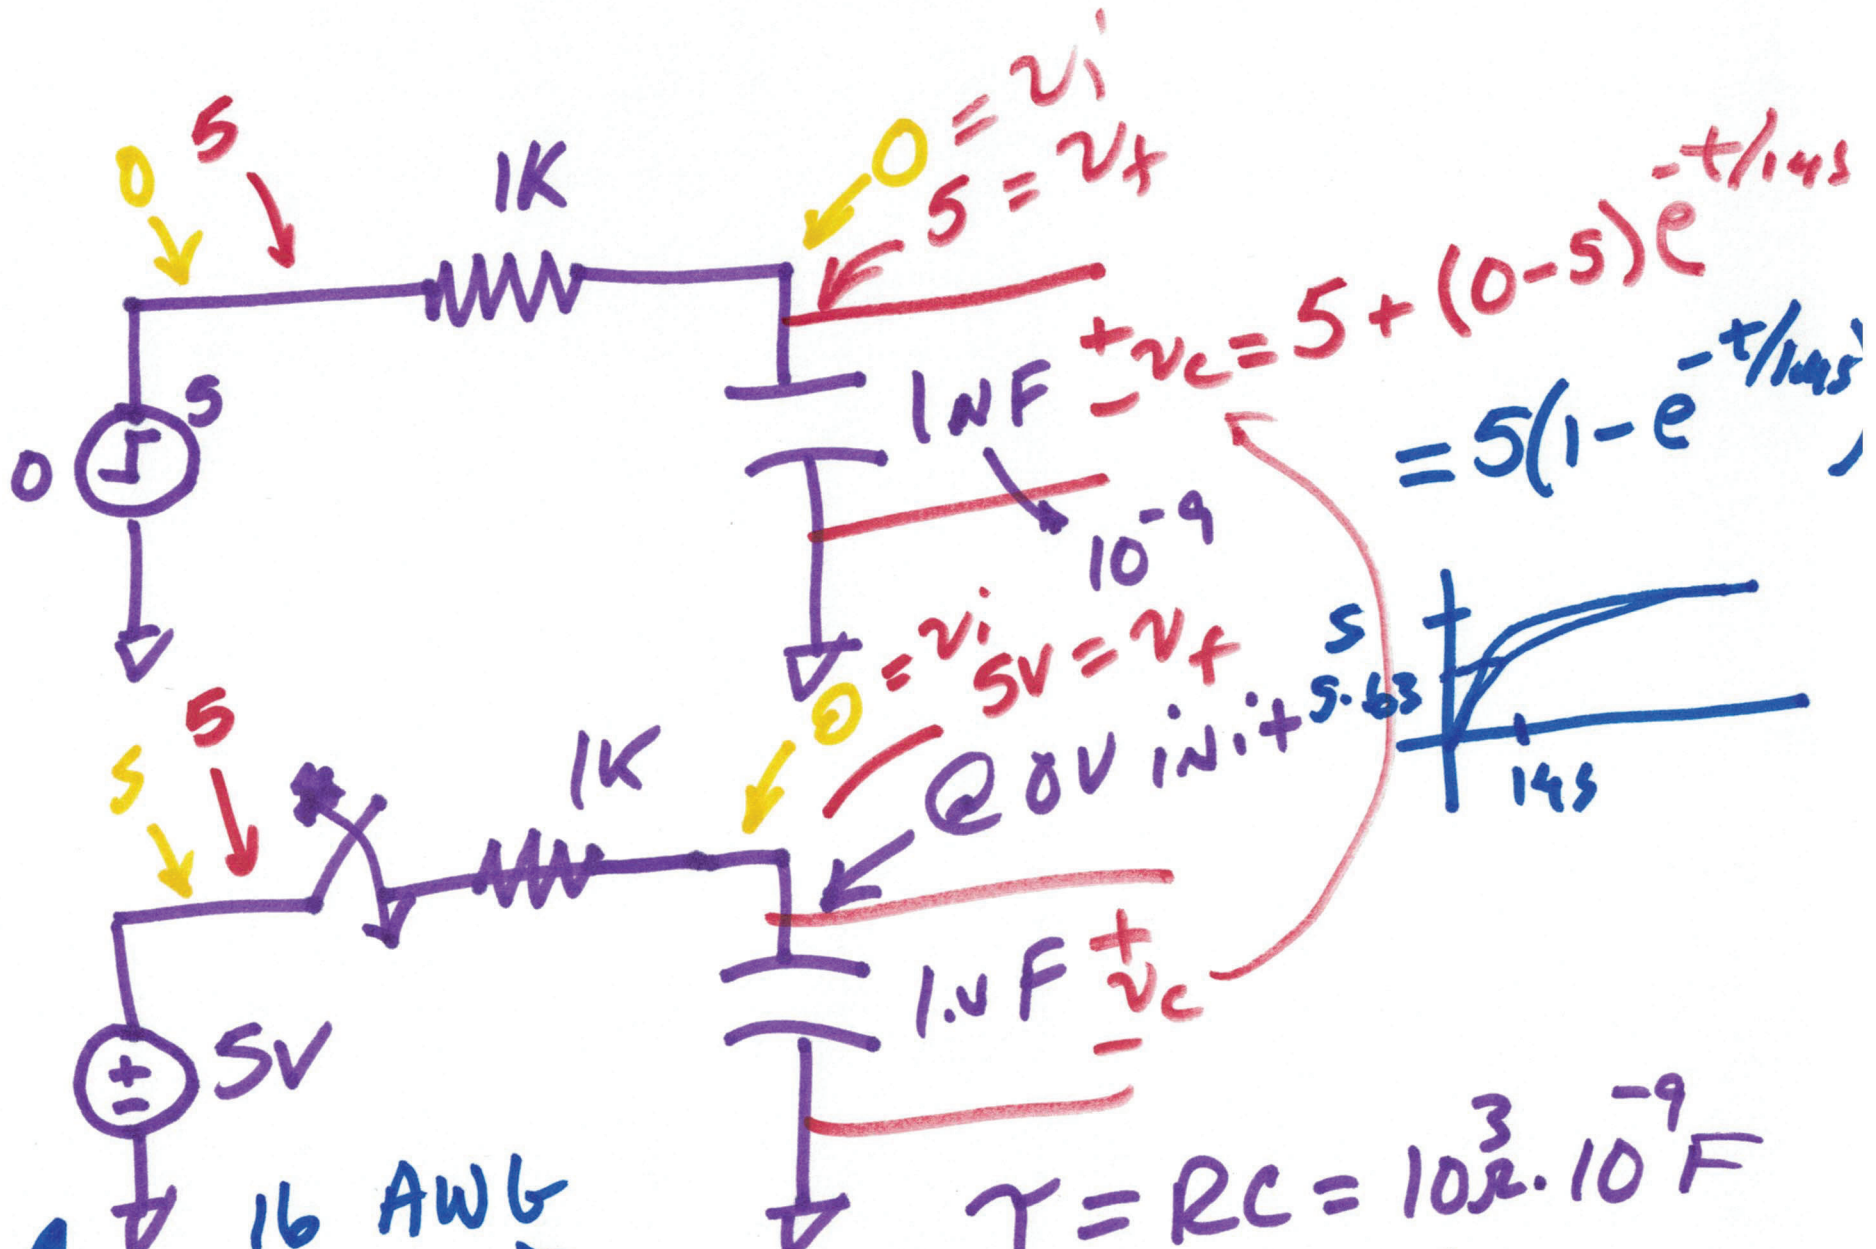 0 5
1K
0 = vi
5 = vf
5
0
1NF
10^-9
+ vc - = 5 + (0-5)e^-t/1μs
= 5(1-e^-t/1μs)
5
5·63
1μs
0 = vi
5V = vf
@ 0V iNit
5 5
*
1K
1NF
+
vc
-
5V
+
-
16 AWG
τ = RC = 10^3Ω·10^-9F